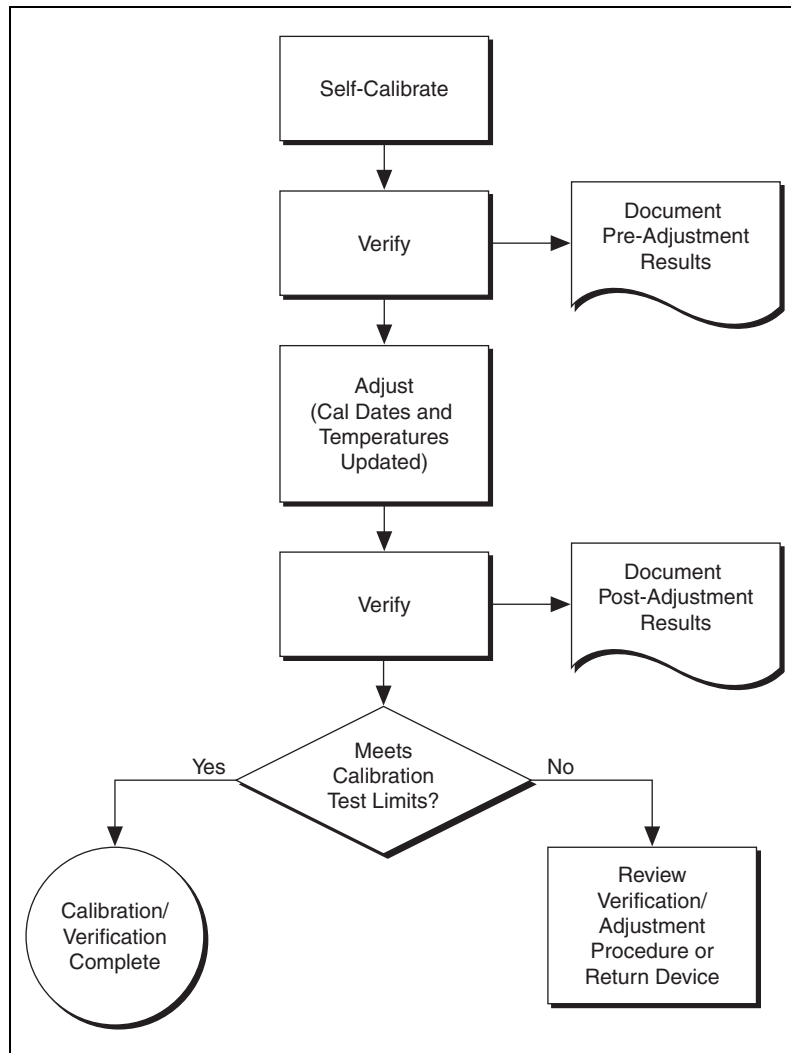 Self-Calibrate
Verify
Document
Pre-Adjustment
Results
Adjust
(Cal Dates and
Temperatures
Updated)
Verify
Document
Post-Adjustment
Results
Meets
Calibration
Test Limits?
Yes
No
Calibration/
Verification
Complete
Review
Verification/
Adjustment
Procedure or
Return Device